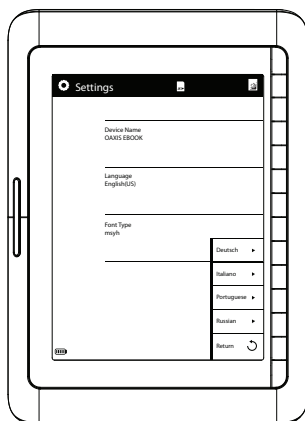 Settings
Device Name
OAXIS EBOOK
Language
English(US)
Font Type
msyh
Deutsch
Italiano
Portuguese
Russian
Return